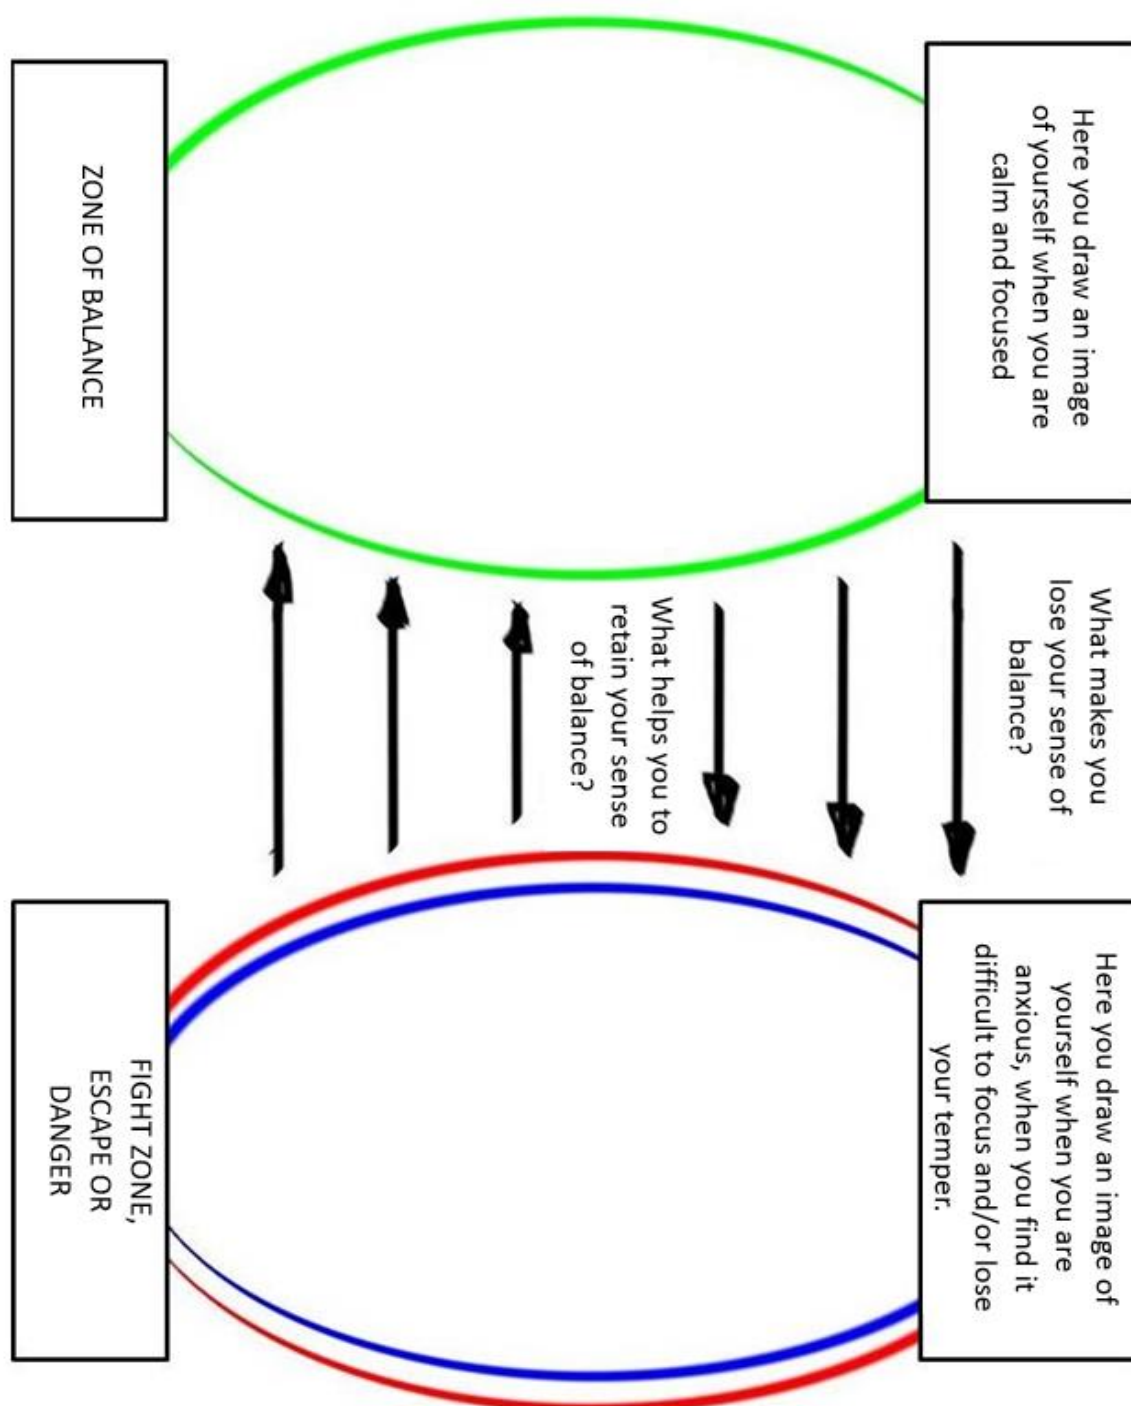 Here you draw an image
of yourself when you are
calm and focused
What makes you
lose your sense of
balance?
Here you draw an image of
yourself when you are
anxious, when you find it
difficult to focus and/or lose
your temper.
What helps you to
retain your sense
of balance?
ZONE OF BALANCE
FIGHT ZONE,
ESCAPE OR
DANGER